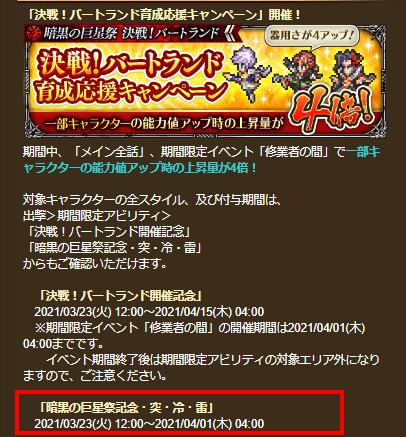 「決戦！バートランド育成応援キャンペーン」開催！
暗黒の巨星祭 決戦！バートランド
器用さが4アップ！
決戦！バートランド
育成応援キャンペーン
一部キャラクターの能力値アップ時の上昇量が
4倍！
期間中、「メイン全話」、期間限定イベント「修業者の間」で一部キ
ャラクターの能力値アップ時の上昇量が4倍！
対象キャラクターの全スタイル、及び付与期間は、
出撃＞期間限定アビリティ＞
「決戦！バートランド開催記念」
「暗黒の巨星祭記念・突・冷・雷」
からもご確認いただけます。
「決戦！バートランド開催記念」
2021/03/23(火) 12:00～2021/04/15(木) 04:00
※期間限定イベント「修業者の間」の開催期間は2021/04/01(木)
04:00までです。
イベント期間終了後は期間限定アビリティの対象エリア外になり
ますので、ご注意ください。
「暗黒の巨星祭記念・突・冷・雷」
2021/03/23(火) 12:00～2021/04/01(木) 04:00